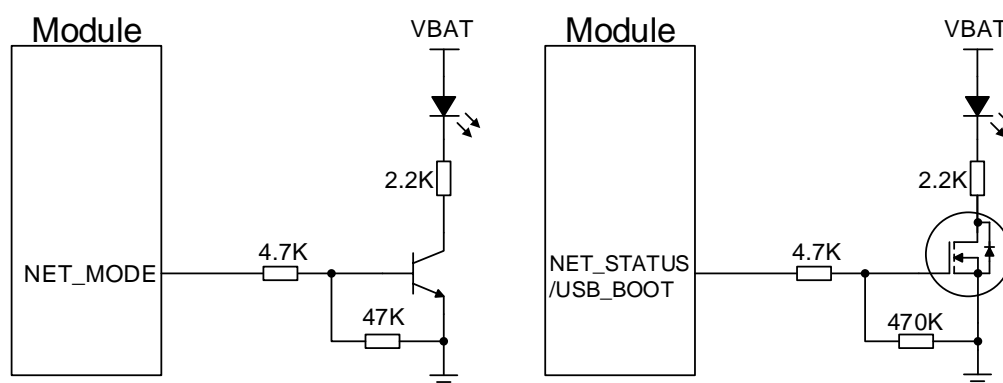 Module
VBAT
2.2K
4.7K
NET_MODE
47K
Module
VBAT
2.2K
4.7K
NET_STATUS
/USB_BOOT
470K